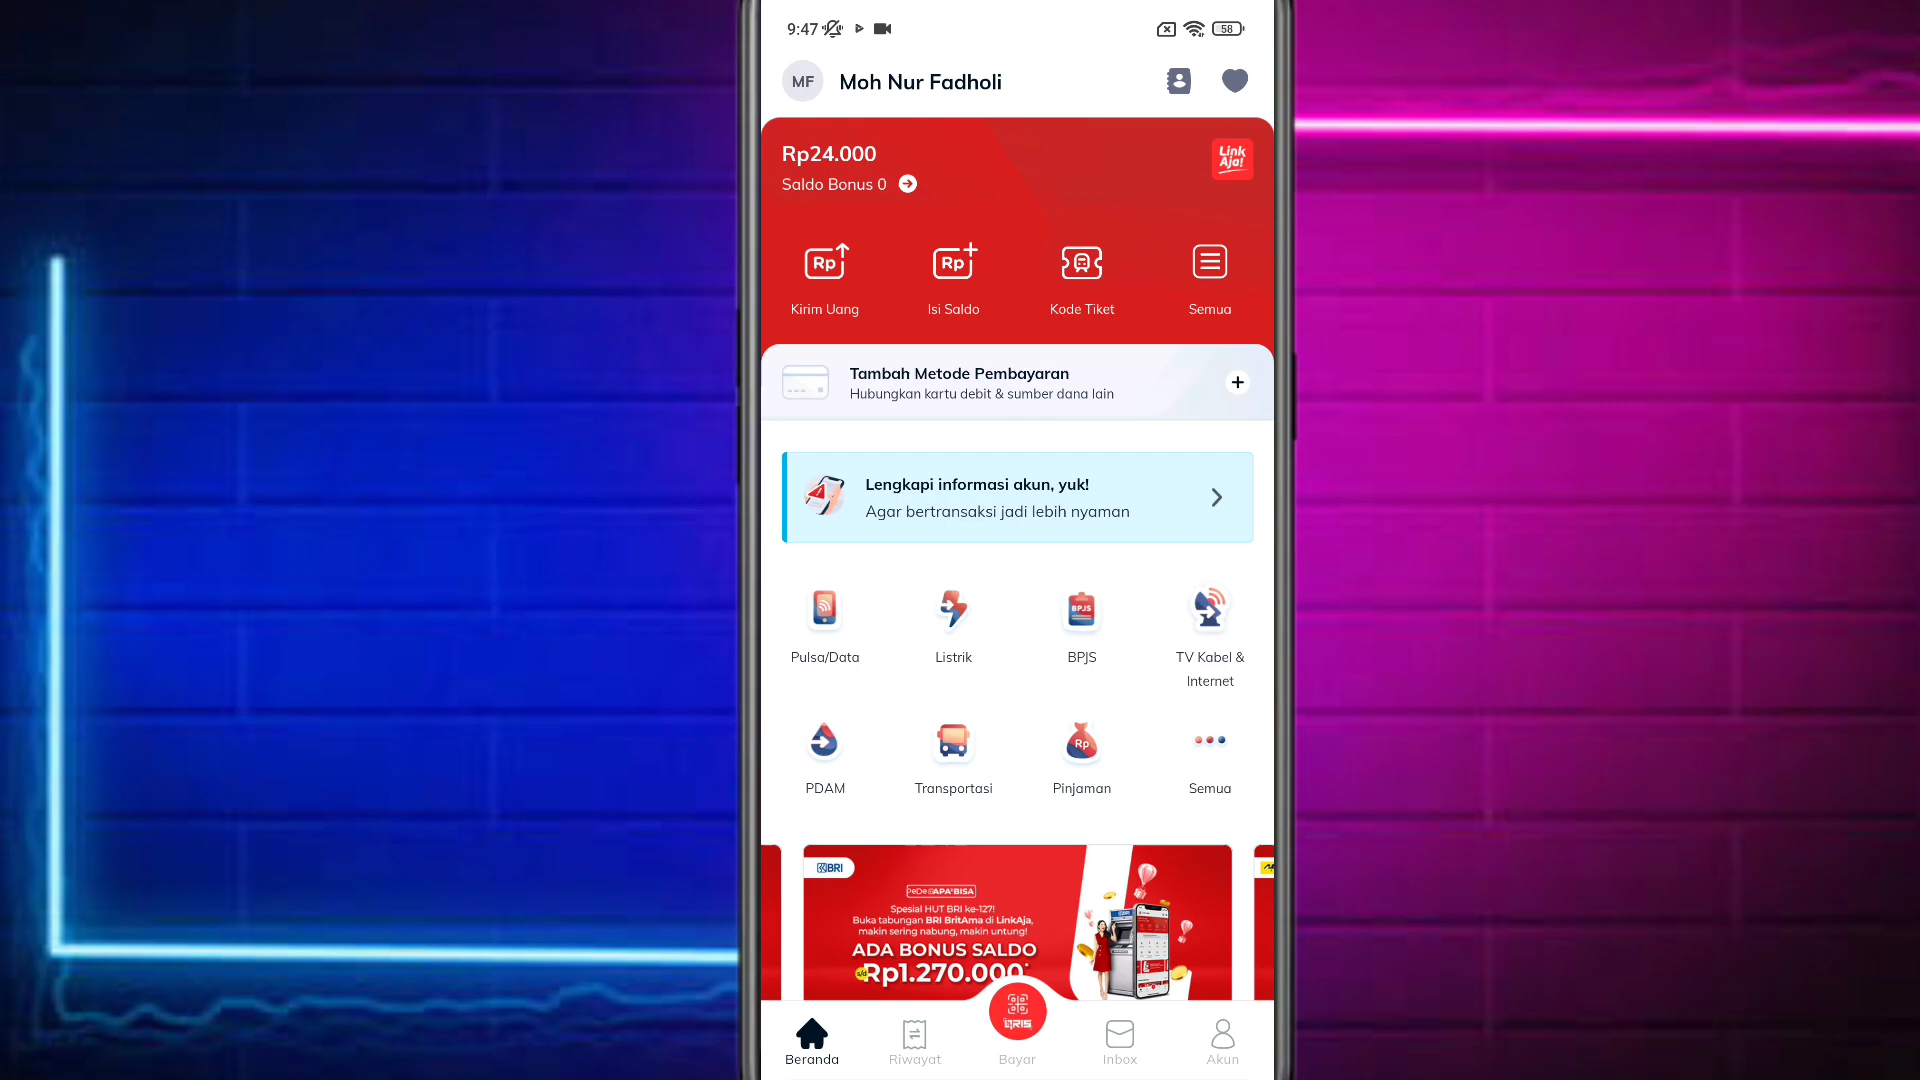 9:47
58
MF
Moh Nur Fadholi
Rp24.000
Saldo Bonus 0
Link
Aja!
Rp
Rp
Kirim Uang
Isi Saldo
Kode Tiket
Semua
Tambah Metode Pembayaran
Hubungkan kartu debit & sumber dana lain
Lengkapi informasi akun, yuk!
Agar bertransaksi jadi lebih nyaman
BPJS
Pulsa/Data
Listrik
BPJS
TV Kabel &
Internet
Rp
PDAM
Transportasi
Pinjaman
Semua
BRI
PeDe@APA²BISA
Spesial HUT BRI ke-127!
Buka tabungan BRI BritAma di LinkAja,
makin sering nabung, makin untung!
ADA BONUS SALDO
s/d Rp1.270.000*
QRIS
Beranda
Riwayat
Bayar
Inbox
Akun